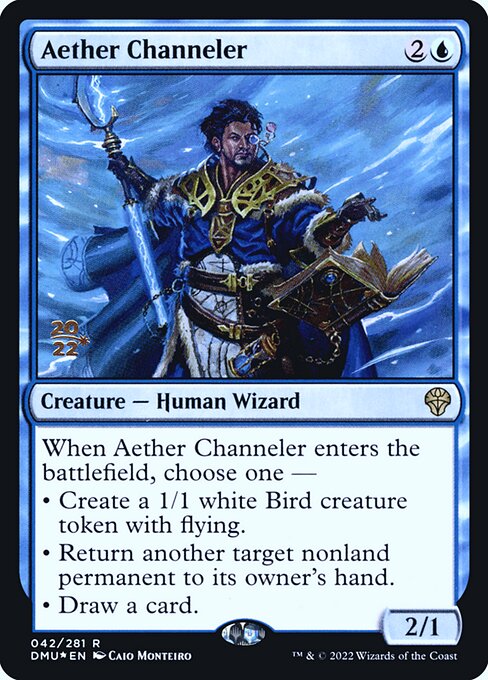 Aether Channeler 2
20
22*
Creature — Human Wizard
When Aether Channeler enters the
battlefield, choose one —
• Create a 1/1 white Bird creature
token with flying.
• Return another target nonland
permanent to its owner's hand.
• Draw a card.
2/1
042/281 R
DMU★EN Caio Monteiro
™ & © 2022 Wizards of the Coast